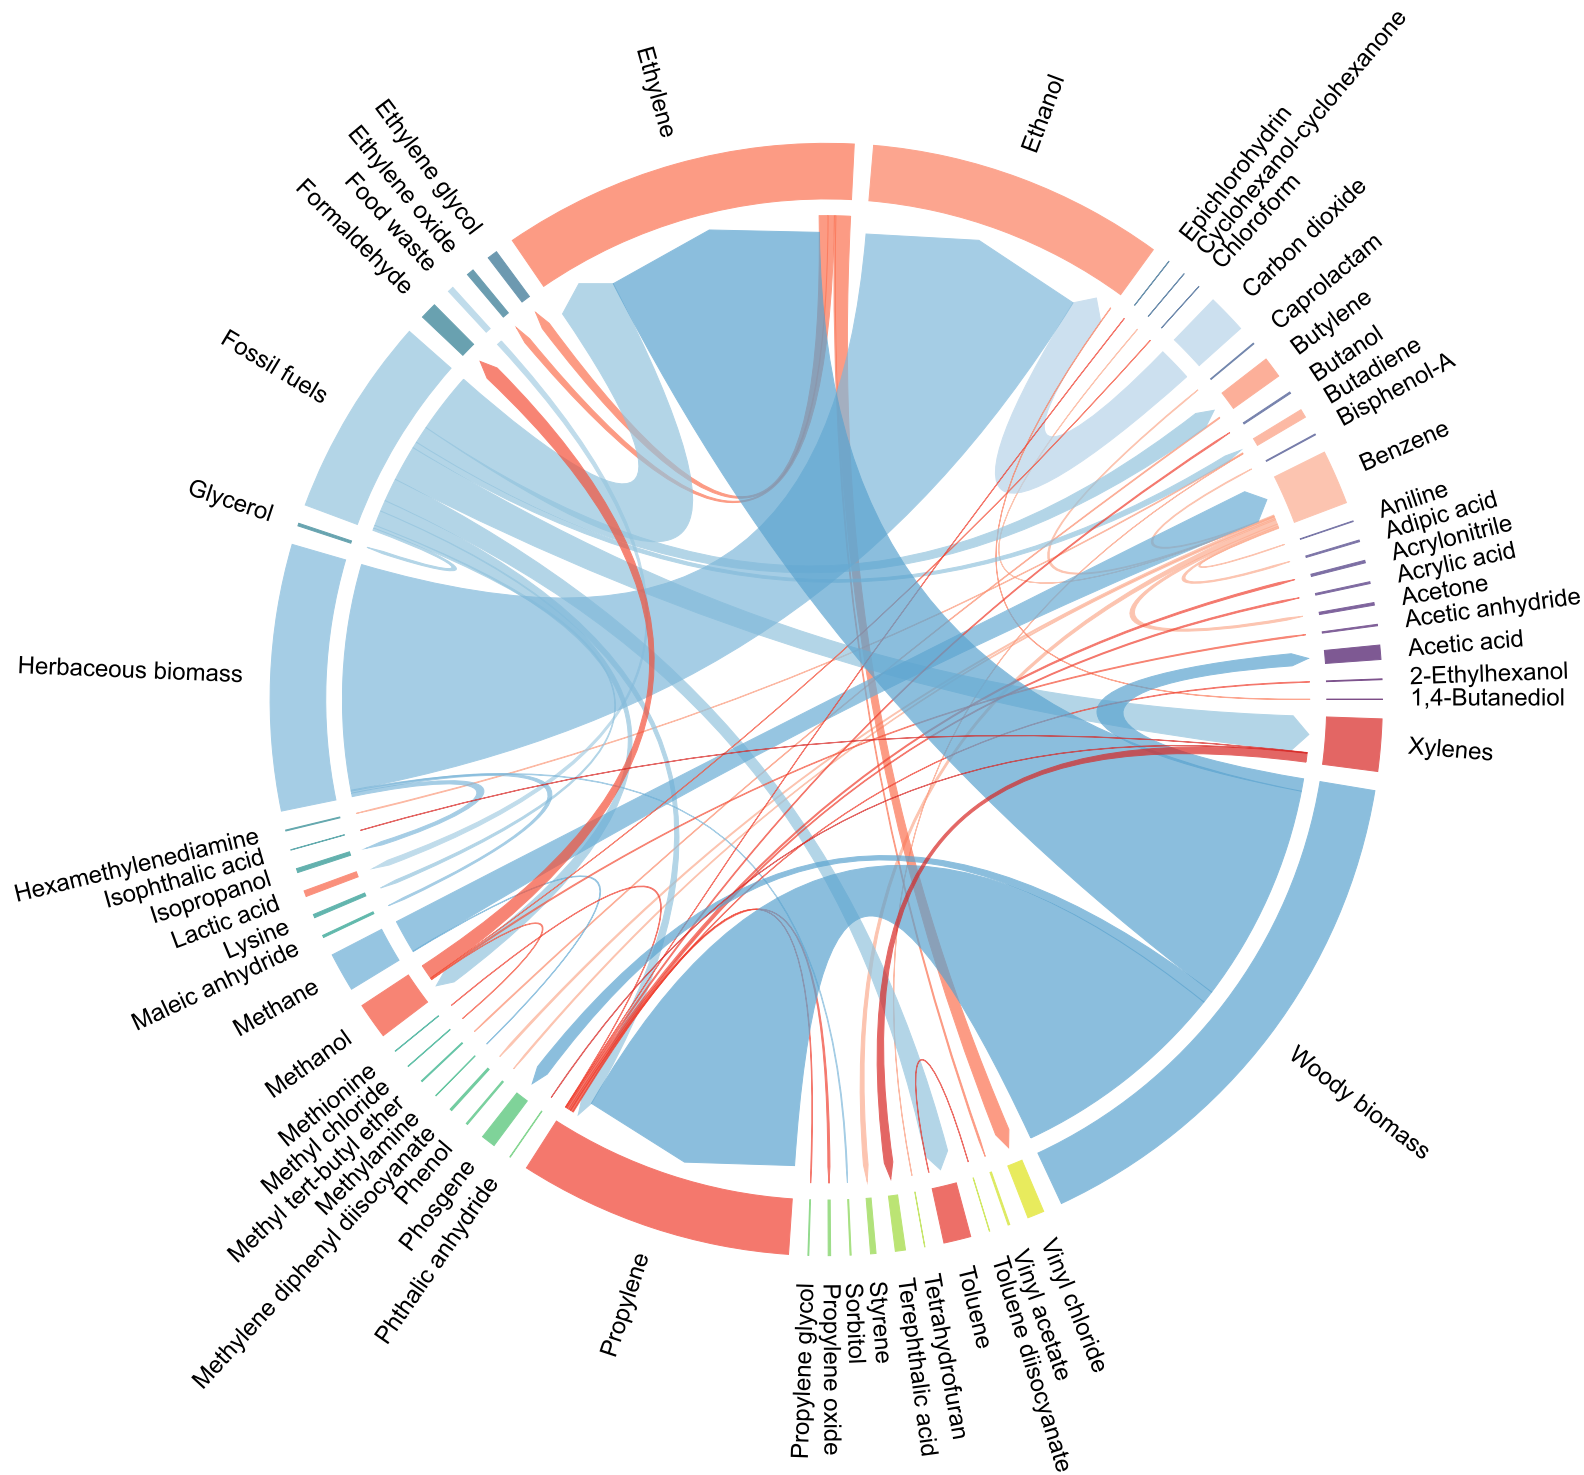 Ethylene
Ethanol
Epichlorohydrin
Cyclohexanol-cyclohexanone
Chloroform
Carbon dioxide
Caprolactam
Butylene
Butanol
Butadiene
Bisphenol-A
Benzene
Aniline
Adipic acid
Acrylonitrile
Acrylic acid
Acetone
Acetic anhydride
Acetic acid
2-Ethylhexanol
1,4-Butanediol
Xylenes
Woody biomass
Vinyl chloride
Vinyl acetate
Toluene diisocyanate
Toluene
Tetrahydrofuran
Terephthalic acid
Styrene
Sorbitol
Propylene oxide
Propylene glycol
Propylene
Phthalic anhydride
Phosgene
Phenol
Methylene diphenyl diisocyanate
Methylamine
Methyl tert-butyl ether
Methyl chloride
Methionine
Methanol
Methane
Maleic anhydride
Lysine
Lactic acid
Isopropanol
Isophthalic acid
Hexamethylenediamine
Herbaceous biomass
Glycerol
Fossil fuels
Formaldehyde
Food waste
Ethylene oxide
Ethylene glycol